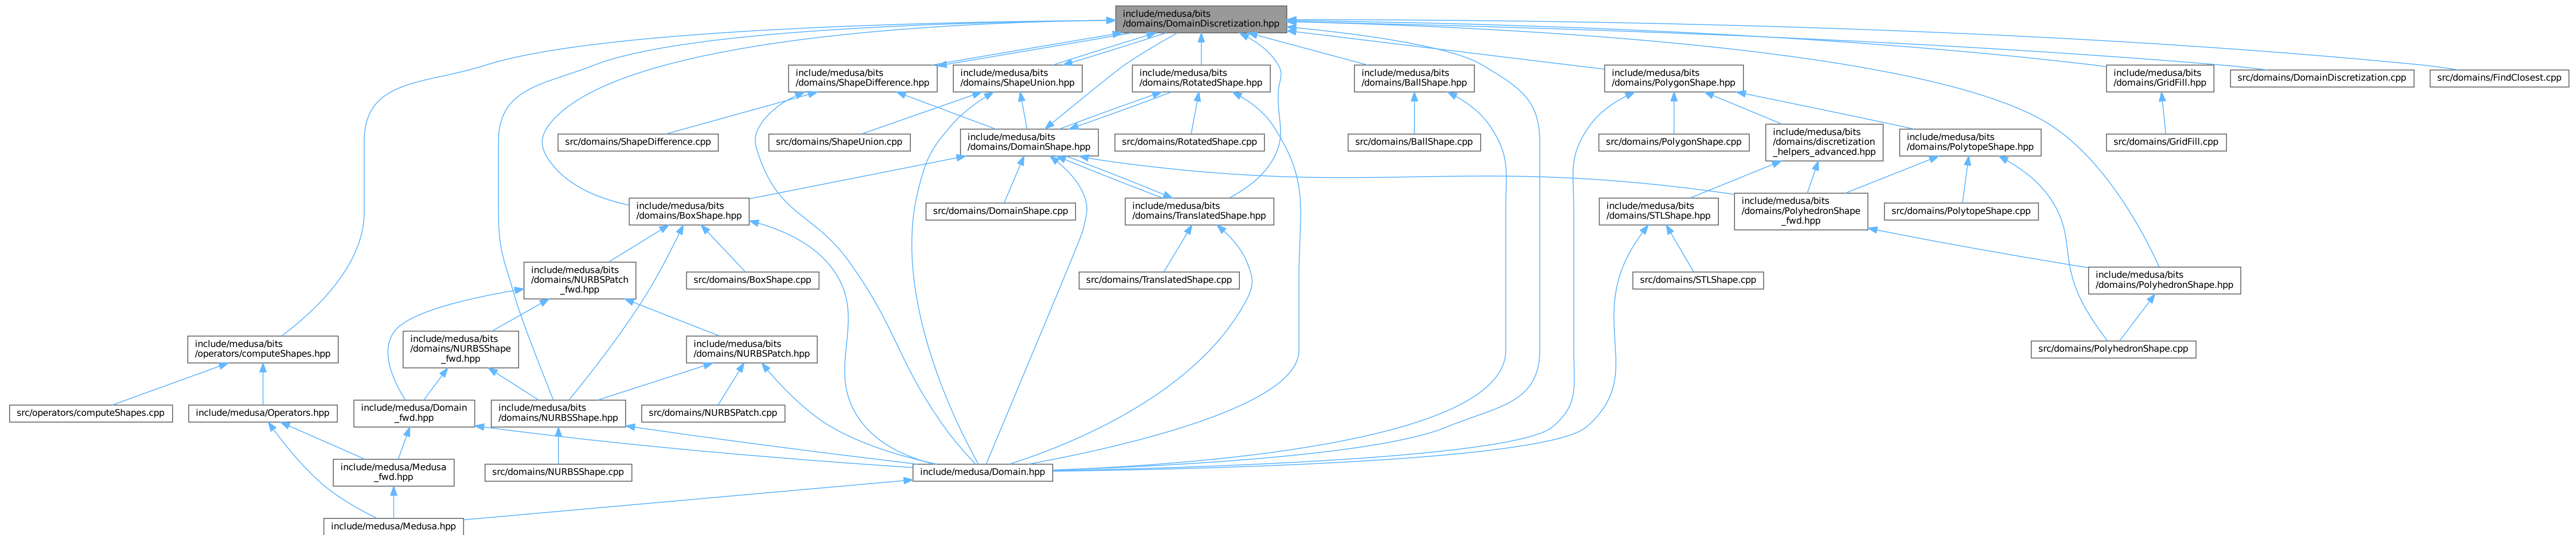 include/medusa/bits
/domains/DomainDiscretization.hpp
include/medusa/bits
/domains/ShapeDifference.hpp
include/medusa/bits
/domains/ShapeUnion.hpp
include/medusa/bits
/domains/RotatedShape.hpp
include/medusa/bits
/domains/BallShape.hpp
include/medusa/bits
/domains/PolygonShape.hpp
include/medusa/bits
/domains/GridFill.hpp
src/domains/DomainDiscretization.cpp
src/domains/FindClosest.cpp
src/domains/ShapeDifference.cpp
src/domains/ShapeUnion.cpp
include/medusa/bits
/domains/DomainShape.hpp
src/domains/RotatedShape.cpp
src/domains/BallShape.cpp
src/domains/PolygonShape.cpp
include/medusa/bits
/domains/discretization
_helpers_advanced.hpp
include/medusa/bits
/domains/PolytopeShape.hpp
src/domains/GridFill.cpp
include/medusa/bits
/domains/BoxShape.hpp
src/domains/DomainShape.cpp
include/medusa/bits
/domains/TranslatedShape.hpp
include/medusa/bits
/domains/STLShape.hpp
include/medusa/bits
/domains/PolyhedronShape
_fwd.hpp
src/domains/PolytopeShape.cpp
include/medusa/bits
/domains/NURBSPatch
_fwd.hpp
src/domains/BoxShape.cpp
src/domains/TranslatedShape.cpp
src/domains/STLShape.cpp
include/medusa/bits
/domains/PolyhedronShape.hpp
include/medusa/bits
/operators/computeShapes.hpp
include/medusa/bits
/domains/NURBSShape
_fwd.hpp
include/medusa/bits
/domains/NURBSPatch.hpp
src/domains/PolyhedronShape.cpp
src/operators/computeShapes.cpp
include/medusa/Operators.hpp
include/medusa/Domain
_fwd.hpp
include/medusa/bits
/domains/NURBSShape.hpp
src/domains/NURBSPatch.cpp
include/medusa/Medusa
_fwd.hpp
src/domains/NURBSShape.cpp
include/medusa/Domain.hpp
include/medusa/Medusa.hpp